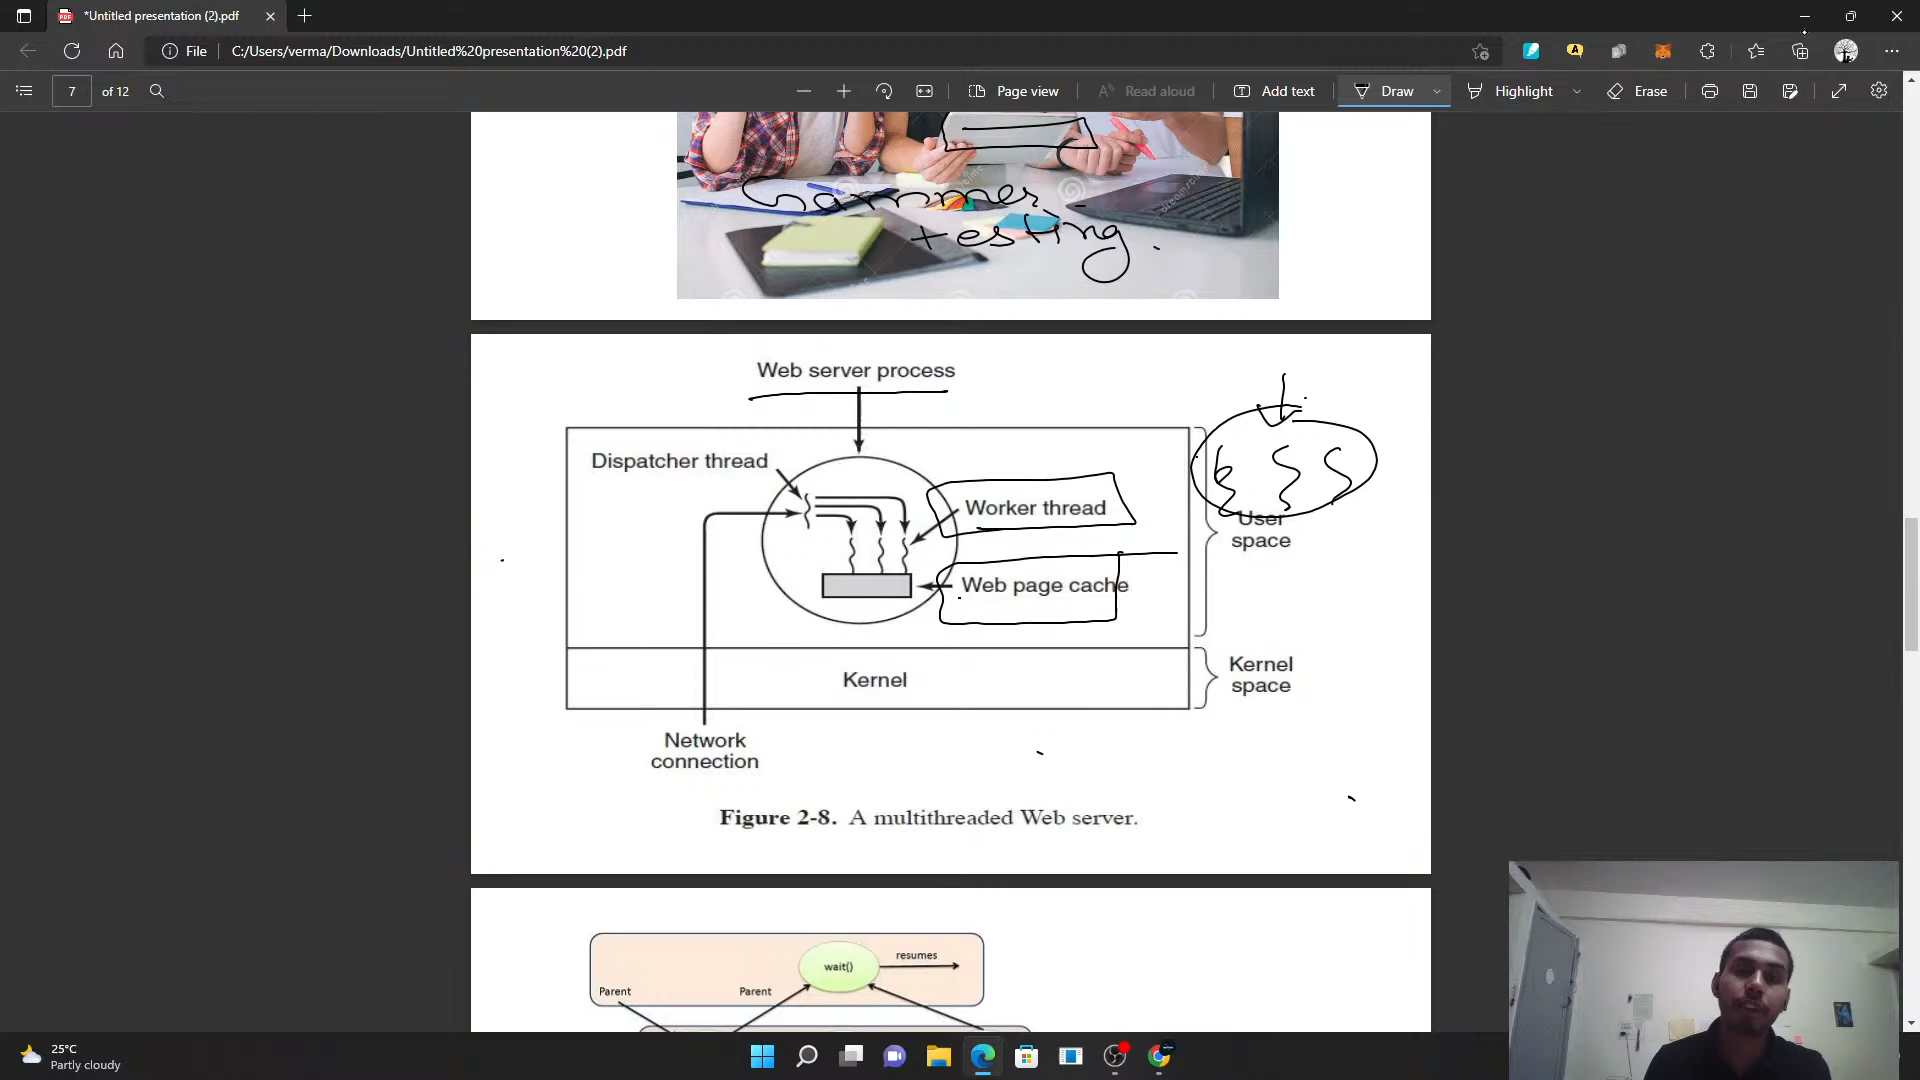 *Untitled presentation (2).pdf
File
C:/Users/verma/Downloads/Untitled%20presentation%20(2).pdf
7
of 12
Page view
Read aloud
Add text
Draw
Highlight
Erase
testing.
Web server process
Dispatcher thread
Worker thread
Web page cache
User
space
Kernel
Kernel
space
Network
connection
Figure 2-8. A multithreaded Web server.
wait()
resumes
Parent
Parent
25°C
Partly cloudy